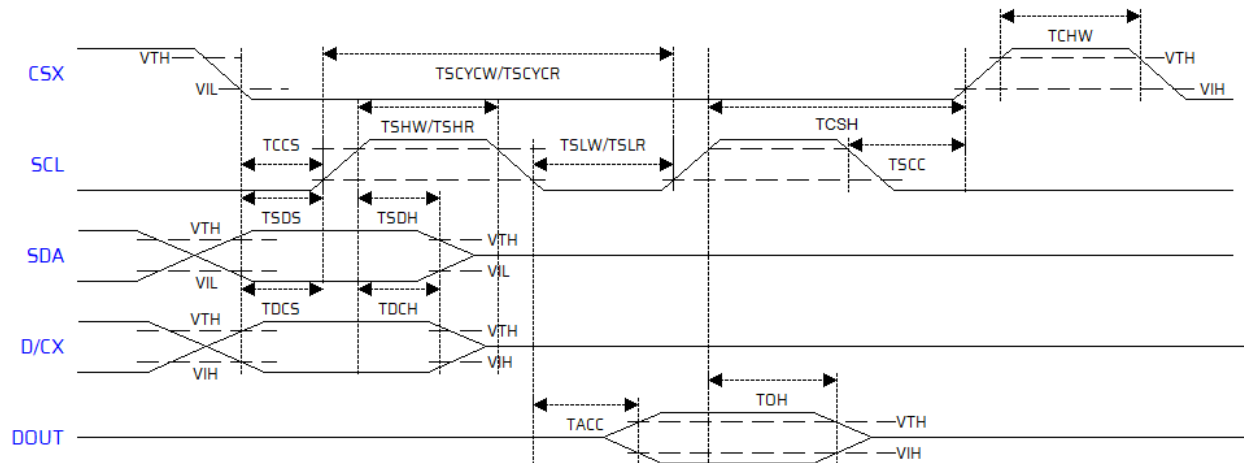 TCHW
CSX
VTH
VTH
TSCYCW/TSCYCR
VIL
VIH
TSHW/TSHR
TCSH
TCCS
TSLW/TSLR
SCL
TSCC
TSDS
TSDH
VTH
VTH
SDA
VIL
VIL
TDCS
TDCH
VTH
VTH
D/CX
VIH
VIH
TOH
TACC
VTH
DOUT
VIH